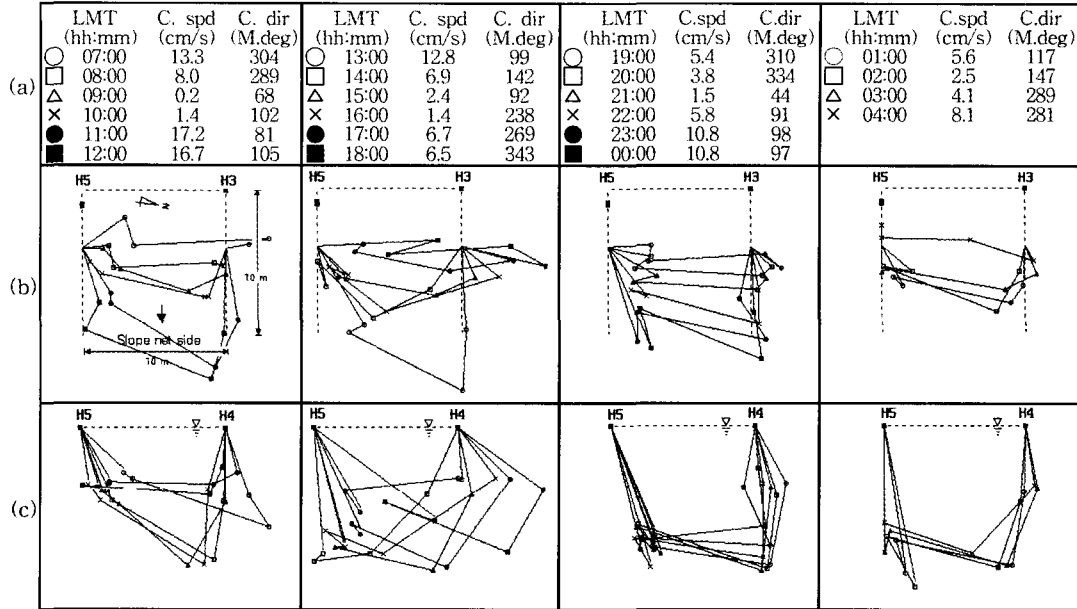 (a)
LMT C. spd C. dir
(hh:mm) (cm/s) (M.deg)
07:00 13.3 304
08:00 8.0 289
09:00 0.2 68
10:00 1.4 102
11:00 17.2 81
12:00 16.7 105
LMT C. spd C. dir
(hh:mm) (cm/s) (M.deg)
13:00 12.8 99
14:00 6.9 142
15:00 2.4 92
16:00 1.4 238
17:00 6.7 269
18:00 6.5 343
LMT C.spd C.dir
(hh:mm) (cm/s) (M.deg)
19:00 5.4 310
20:00 3.8 334
21:00 1.5 44
22:00 5.8 91
23:00 10.8 98
00:00 10.8 97
LMT C.spd C.dir
(hh:mm) (cm/s) (M.deg)
01:00 5.6 117
02:00 2.5 147
03:00 4.1 289
04:00 8.1 281
(b)
H5 H3
N
10 m
Slope net side
10 m
H5 H3
H5 H3
H5 H3
(c)
H5 H4
H5 H4
H5 H4
H5 H4